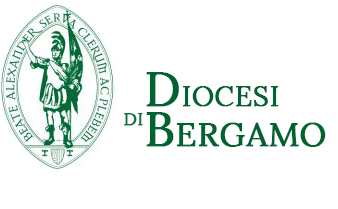 BEATE ALEXANDER SERVA CLERUM AC PLEBEM
DIOCESI
DI BERGAMO